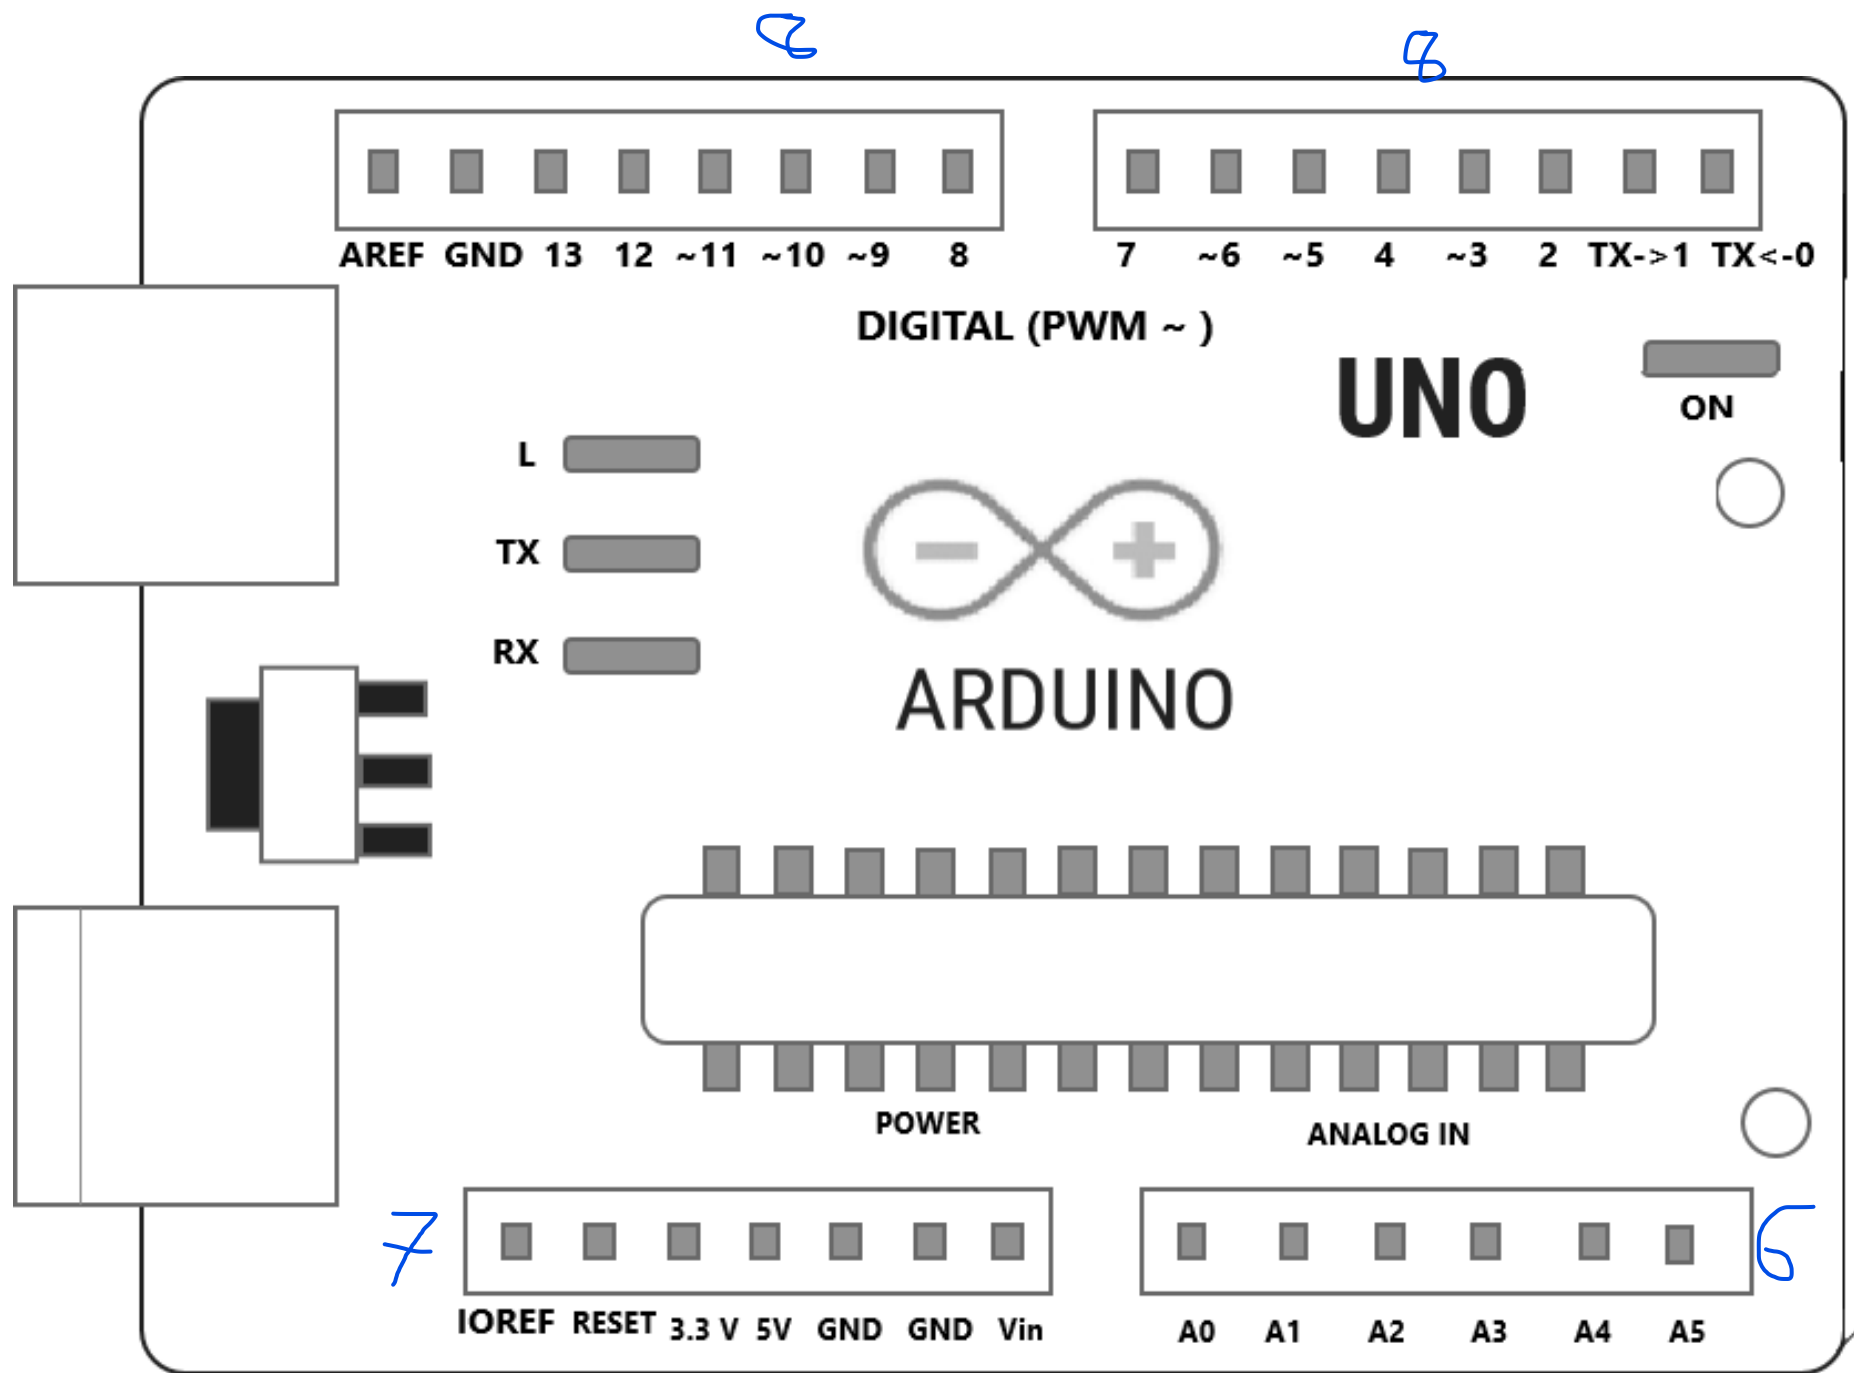 8 8
AREF GND 13 12 ~11 ~10 ~9 8 7 ~6 ~5 4 ~3 2 TX->1 TX<-0
DIGITAL (PWM ~ )
UNO
ON
L
TX
RX
ARDUINO
POWER ANALOG IN
7 6
IOREF RESET 3.3 V 5V GND GND Vin A0 A1 A2 A3 A4 A5